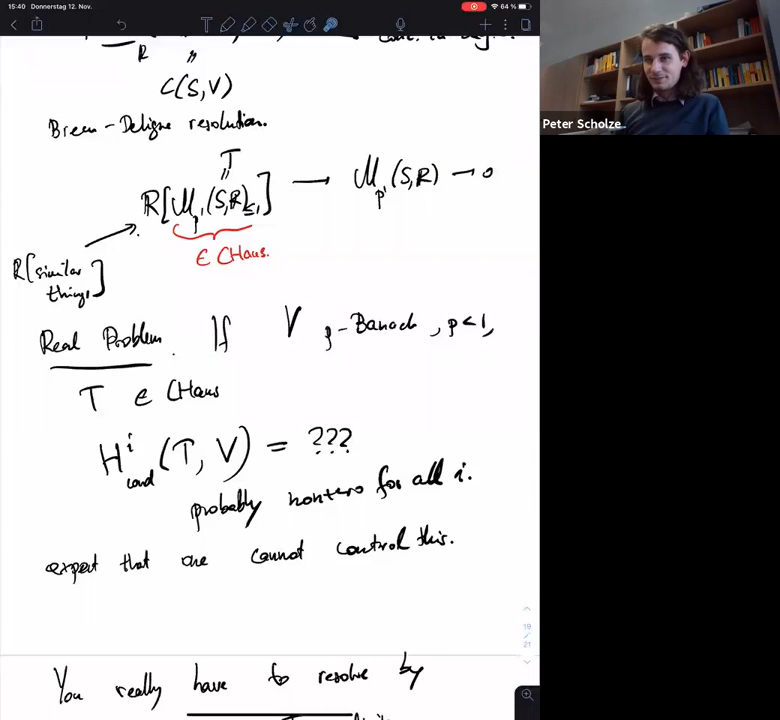 15:40 Donnerstag 12. Nov.
64 %
R
C(S,V)
Breen-Deligne resolution.
T
R[M_p'(S,R)≤1] → M_p'(S,R) → 0
∈ CHaus.
R[similar
things]
Real Problem. If V p-Banach, p<1,
T ∈ CHaus
H^i_cond (T, V) = ???
probably nonzero for all i.
expect that one cannot control this.
19
21
You really have to resolve by
Peter Scholze